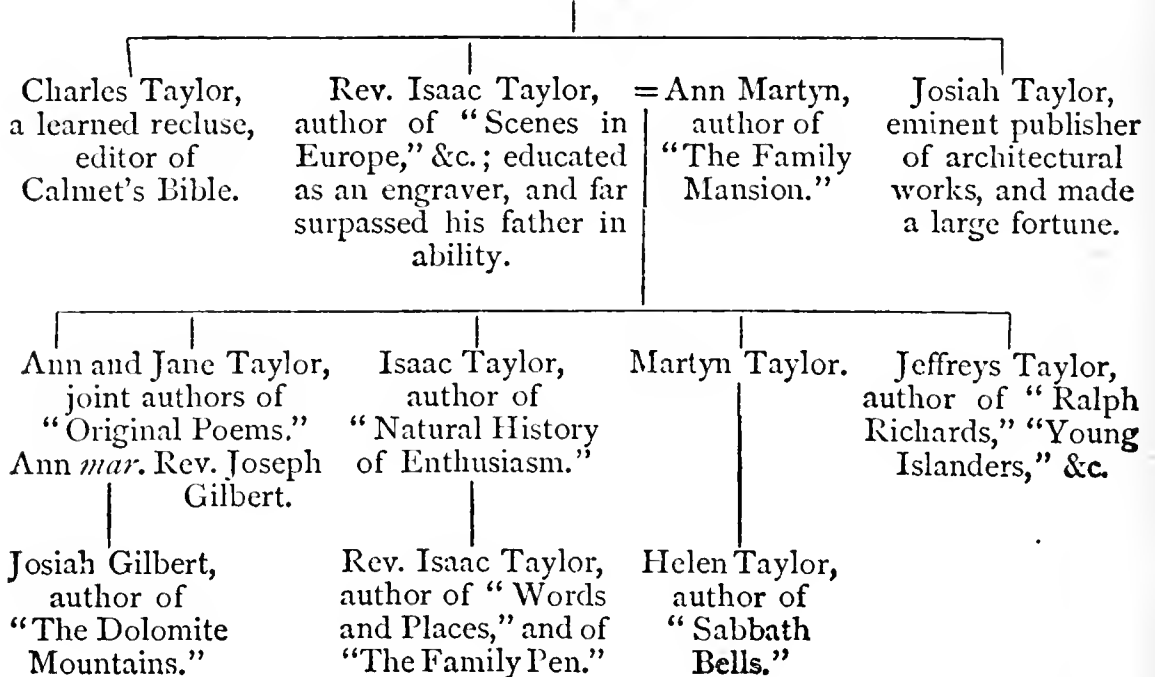 Charles Taylor,
a learned recluse,
editor of
Calmet's Bible.
Rev. Isaac Taylor,
author of "Scenes in
Europe," &c.; educated
as an engraver, and far
surpassed his father in
ability.
= Ann Martyn,
author of
"The Family
Mansion."
Josiah Taylor,
eminent publisher
of architectural
works, and made
a large fortune.
Ann and Jane Taylor,
joint authors of
"Original Poems."
Ann mar. Rev. Joseph
Gilbert.
Isaac Taylor,
author of
"Natural History
of Enthusiasm."
Martyn Taylor.
Jeffreys Taylor,
author of "Ralph
Richards," "Young
Islanders," &c.
Josiah Gilbert,
author of
"The Dolomite
Mountains."
Rev. Isaac Taylor,
author of "Words
and Places," and of
"The Family Pen."
Helen Taylor,
author of
"Sabbath
Bells."